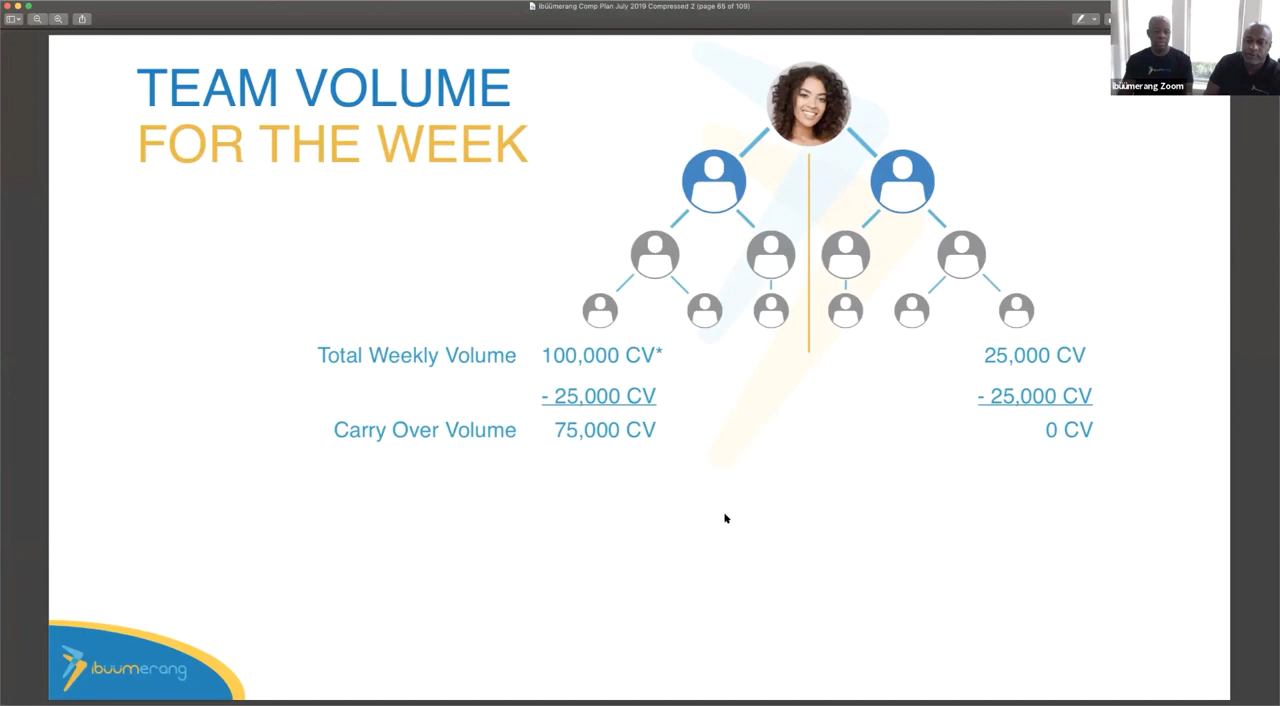 ibüümerang Comp Plan July 2019 Compressed 2 (page 65 of 109)
ibüümerang Zoom
TEAM VOLUME
FOR THE WEEK
Total Weekly Volume 100,000 CV* 25,000 CV
- 25,000 CV - 25,000 CV
Carry Over Volume 75,000 CV 0 CV
ibuumerang